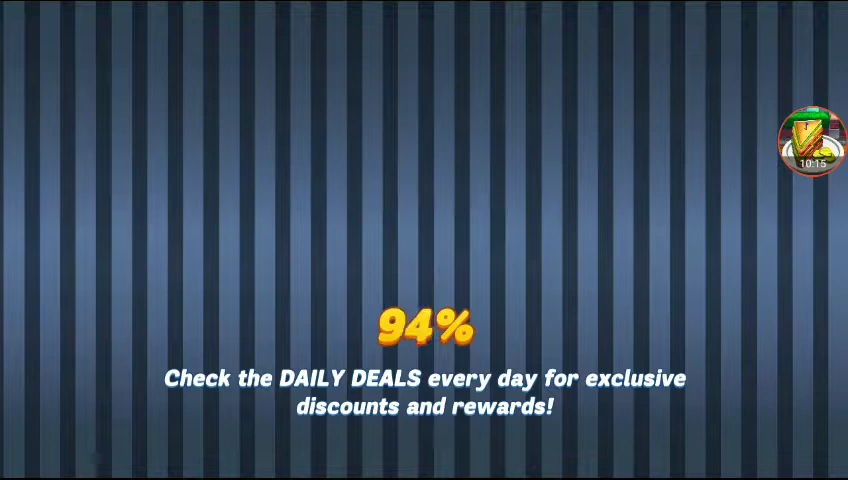 10:15
94%
Check the DAILY DEALS every day for exclusive
discounts and rewards!